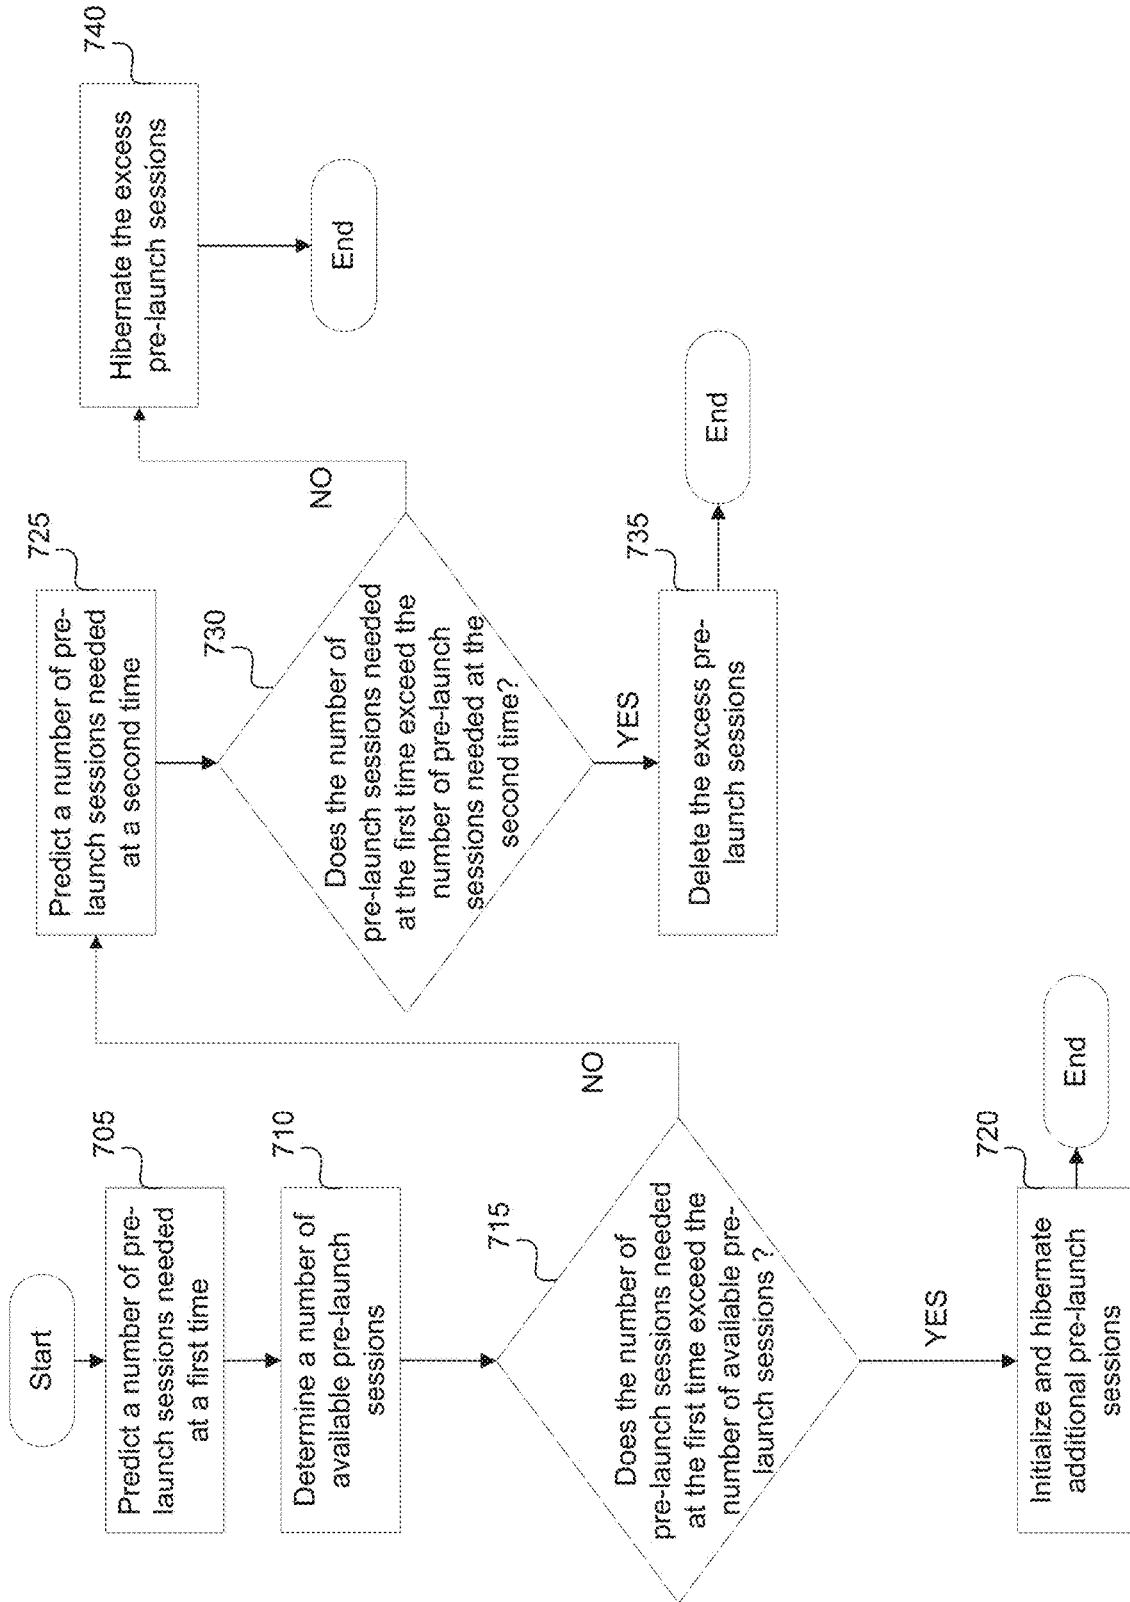 Start
705
Predict a number of pre-
launch sessions needed
at a first time
710
Determine a number of
available pre-launch
sessions
715
Does the number of
pre-launch sessions needed
at the first time exceed the
number of available pre-
launch sessions ?
NO
YES
720
Initialize and hibernate
additional pre-launch
sessions
End
725
Predict a number of pre-
launch sessions needed
at a second time
730
Does the number of
pre-launch sessions needed
at the first time exceed the
number of pre-launch
sessions needed at the
second time?
NO
YES
735
Delete the excess pre-
launch sessions
End
740
Hibernate the excess
pre-launch sessions
End